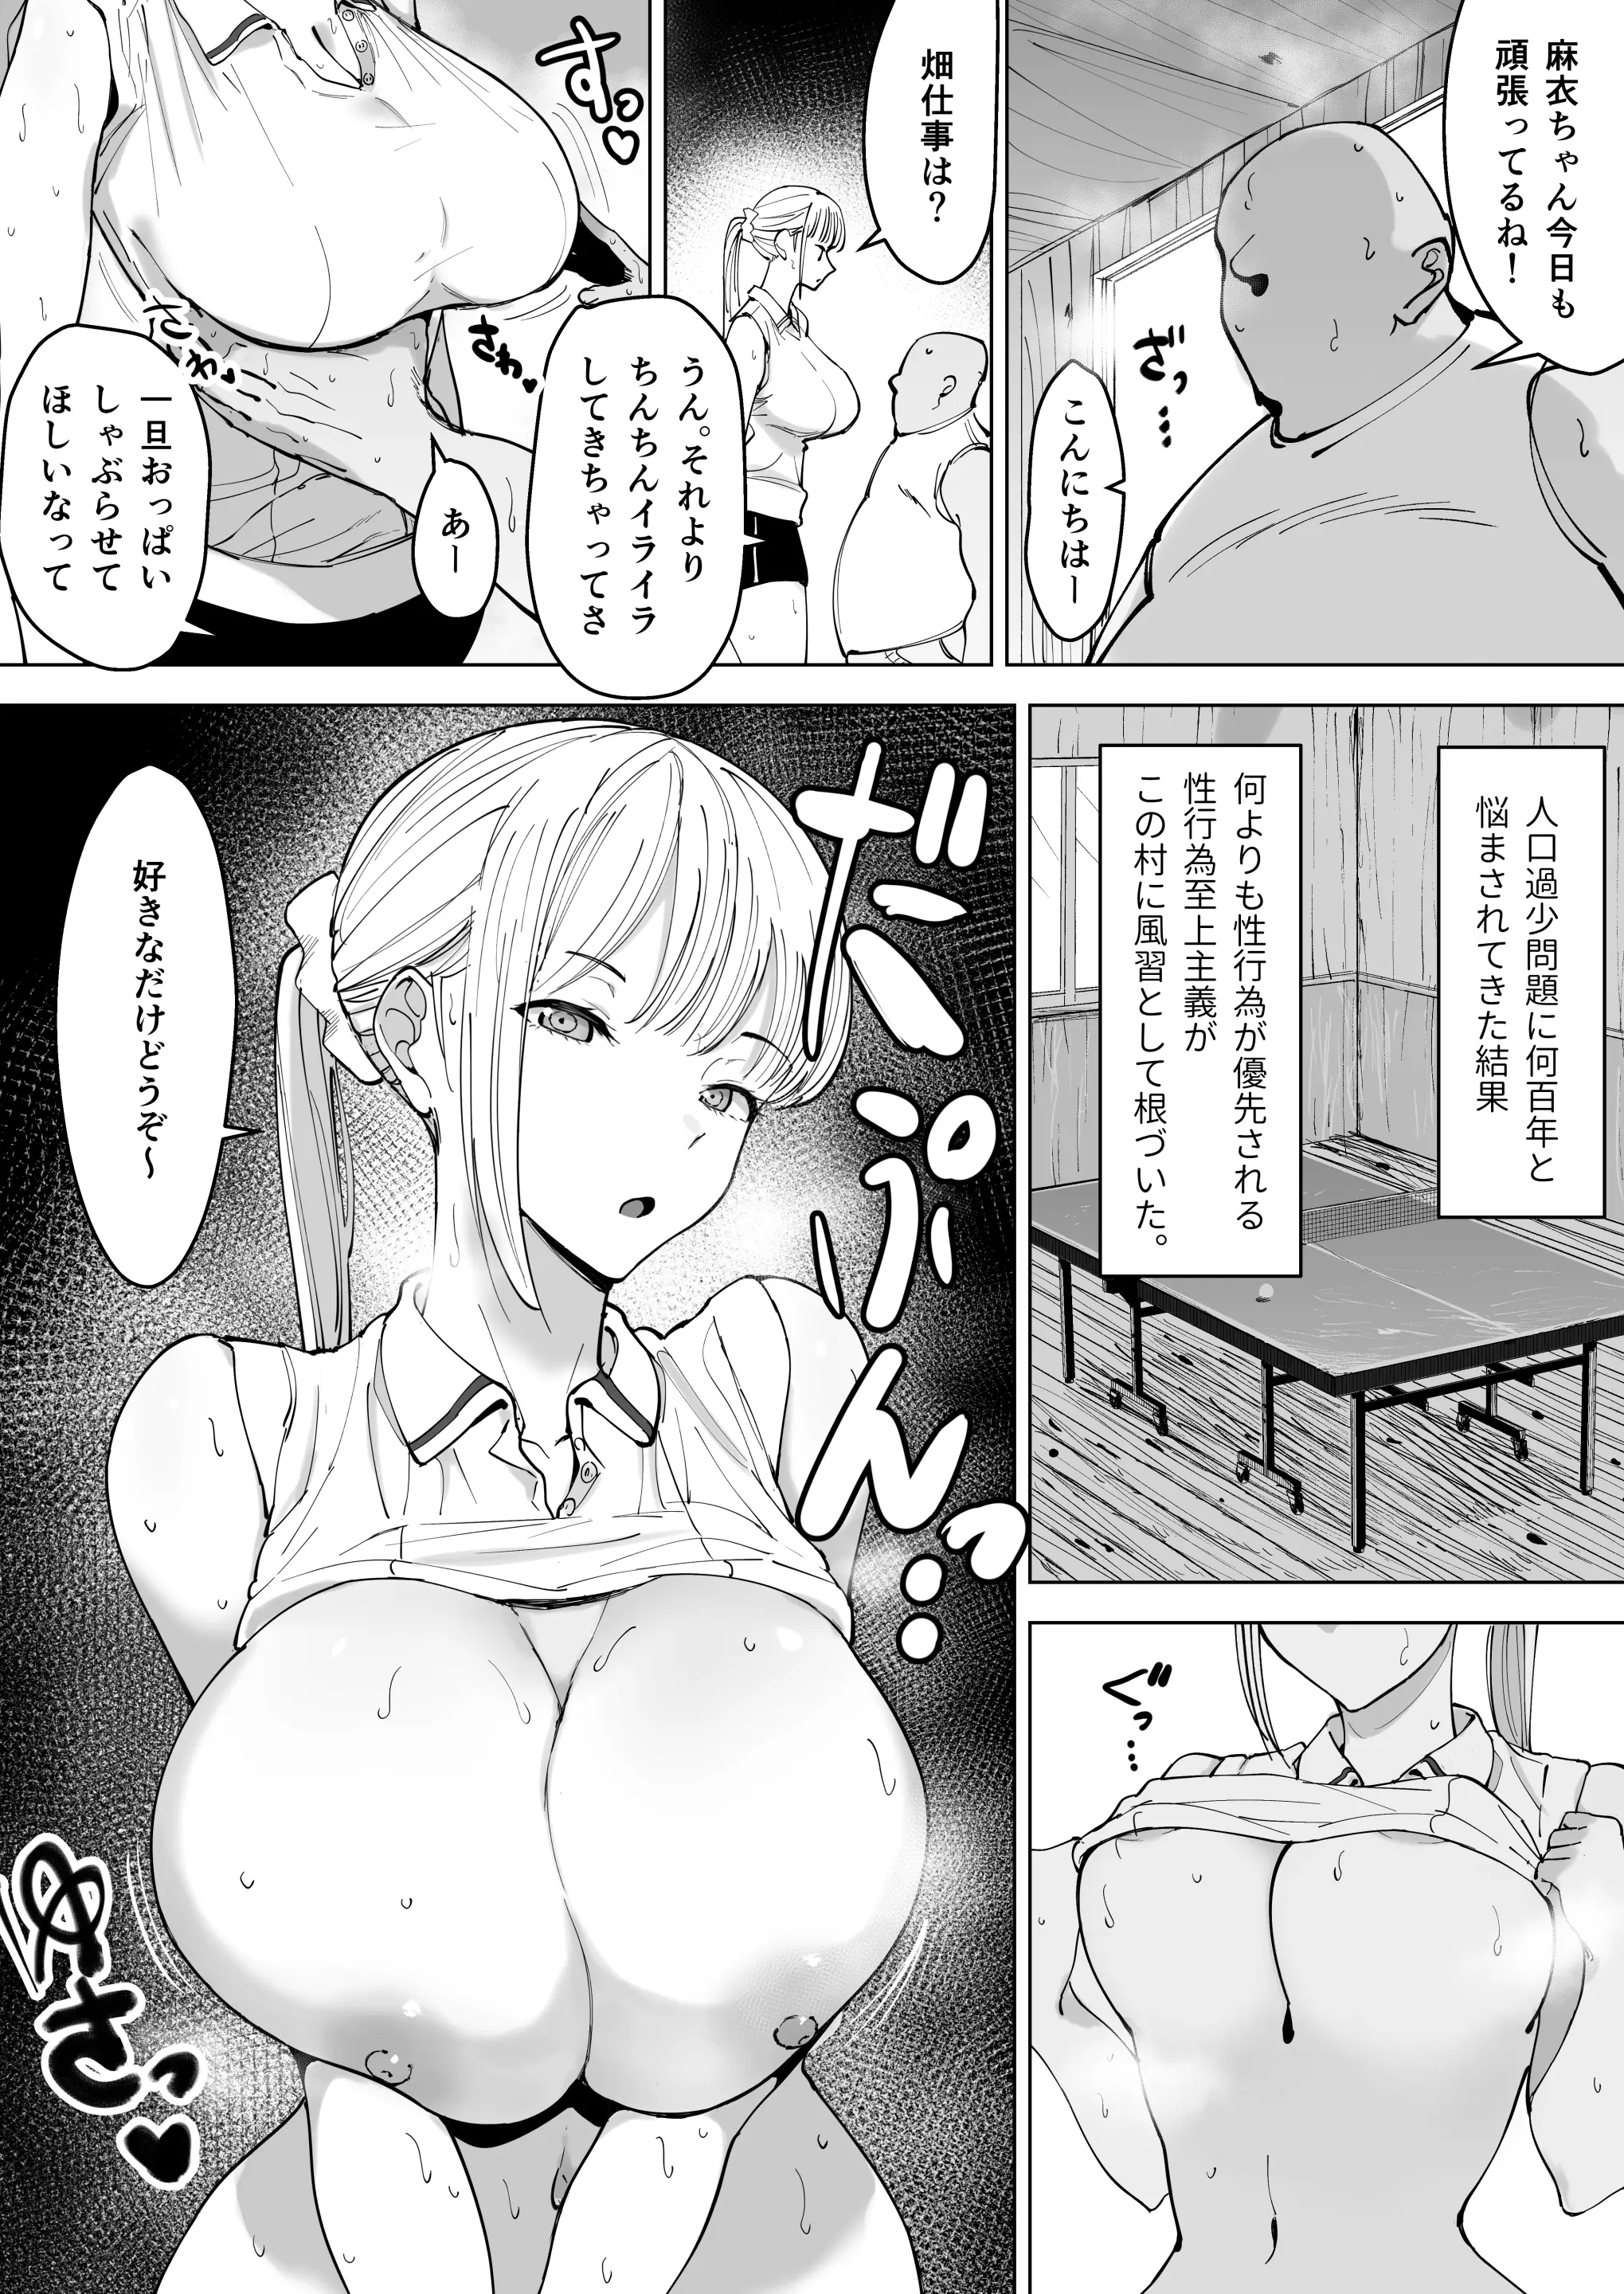 麻衣ちゃん今日も
頑張ってるね！
ざっ…
こんにちはー
畑仕事は？
うん。それより
ちんちんイライラ
してきちゃってさ
すっ♥
さわ♥
さわ♥
あー
一旦おっぱい
しゃぶらせて
ほしいなって
人口過少問題に何百年と
悩まされてきた結果
何よりも性行為が優先される
性行為至上主義が
この村に風習として根づいた。
ぐっ…
だぷんっ
好きなだけどうぞ～
ゆさっ♥